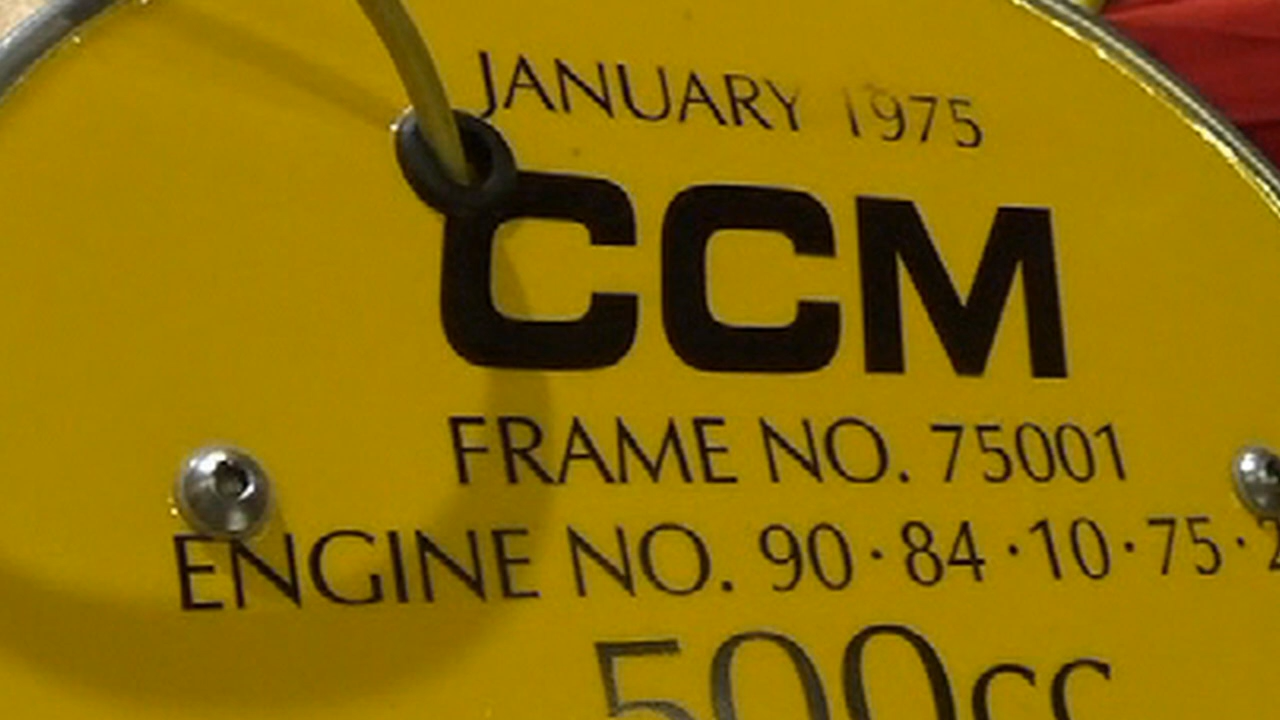 JANUARY 1975
CCM
FRAME NO. 75001
ENGINE NO. 90·84·10·75·
500cc